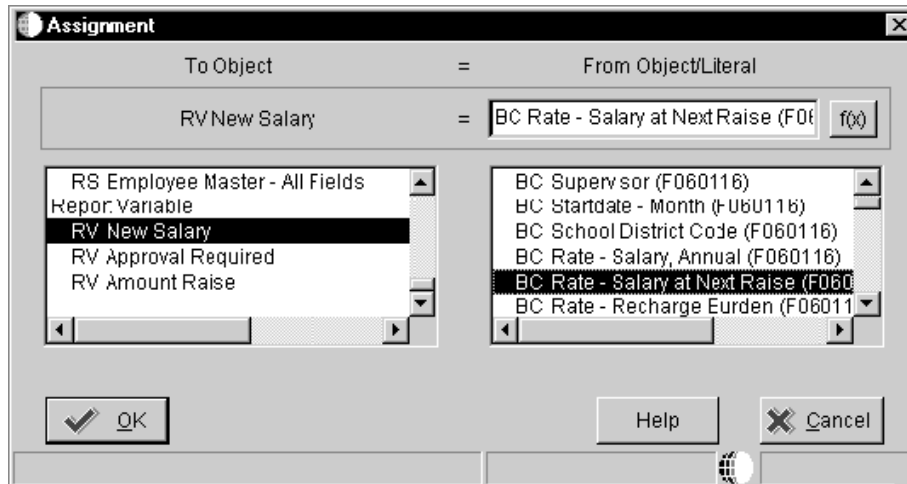 Assignment
To Object = From Object/Literal
RV New Salary = BC Rate - Salary at Next Raise (F06 f(x)
RS Employee Master - All Fields
Report Variable
RV New Salary
RV Approval Required
RV Amount Raise
BC Supervisor (F060116)
BC Startdate - Month (F060116)
BC School District Code (F060116)
BC Rate - Salary, Annual (F060116)
BC Rate - Salary at Next Raise (F060
BC Rate - Recharge Burden (F06011
OK Help Cancel